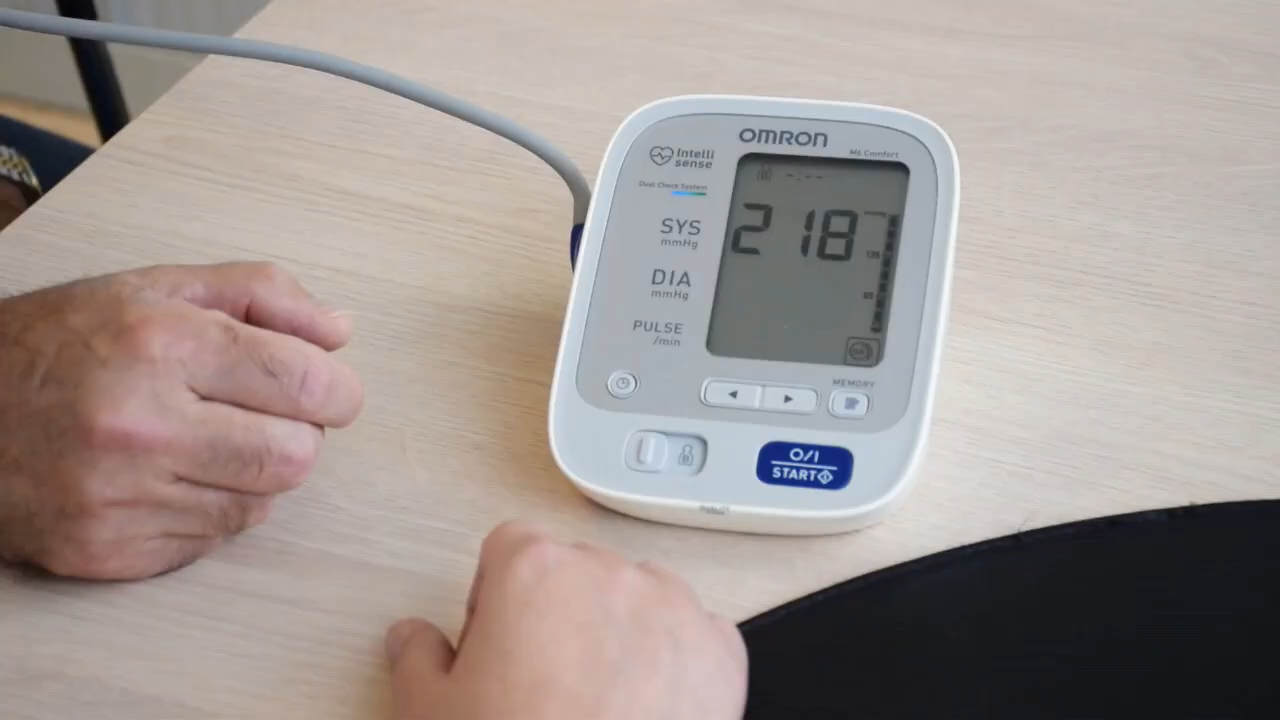 OMRON
M6 Comfort
Intelli
sense
Dual Check System
-:--
SYS
mmHg
218
DIA
mmHg
PULSE
/min
MEMORY
O/I
START